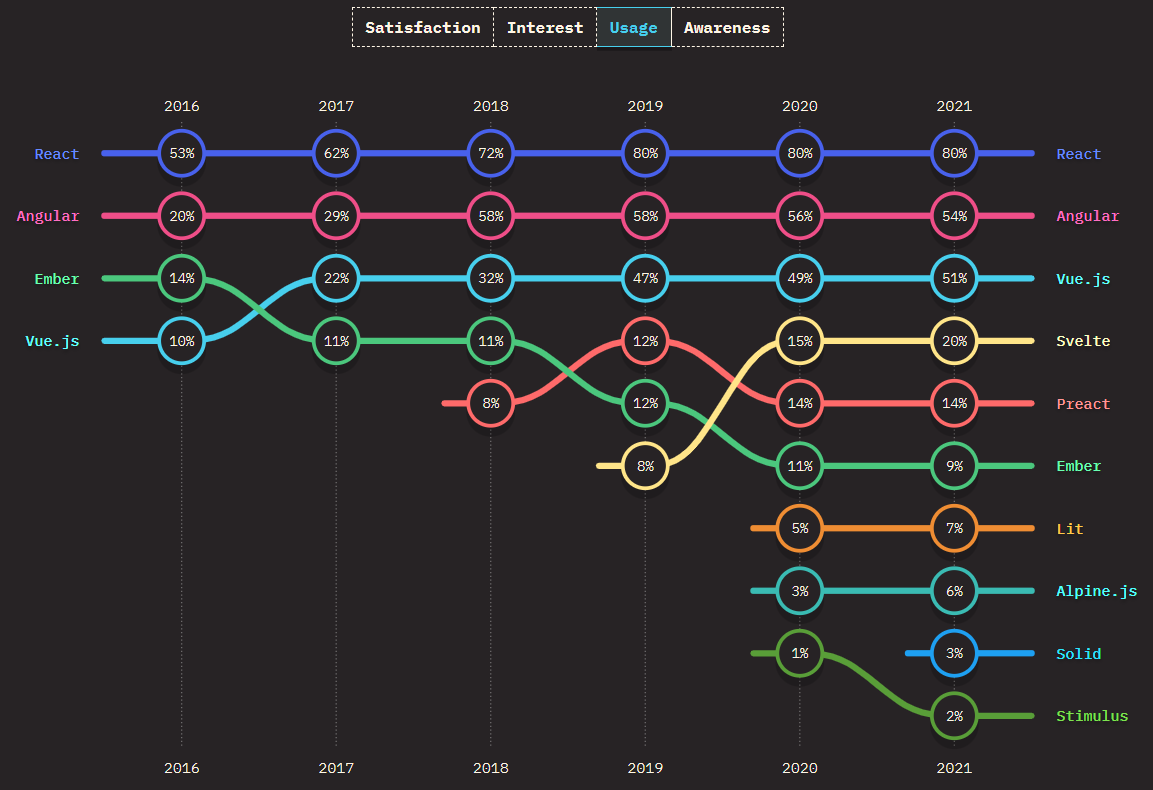 Satisfaction Interest Usage Awareness
2016 2017 2018 2019 2020 2021
React 53% 62% 72% 80% 80% 80% React
Angular 20% 29% 58% 58% 56% 54% Angular
Ember 14% 22% 32% 47% 49% 51% Vue.js
Vue.js 10% 11% 11% 12% 15% 20% Svelte
8% 12% 14% 14% Preact
8% 11% 9% Ember
5% 7% Lit
3% 6% Alpine.js
1% 3% Solid
2% Stimulus
2016 2017 2018 2019 2020 2021